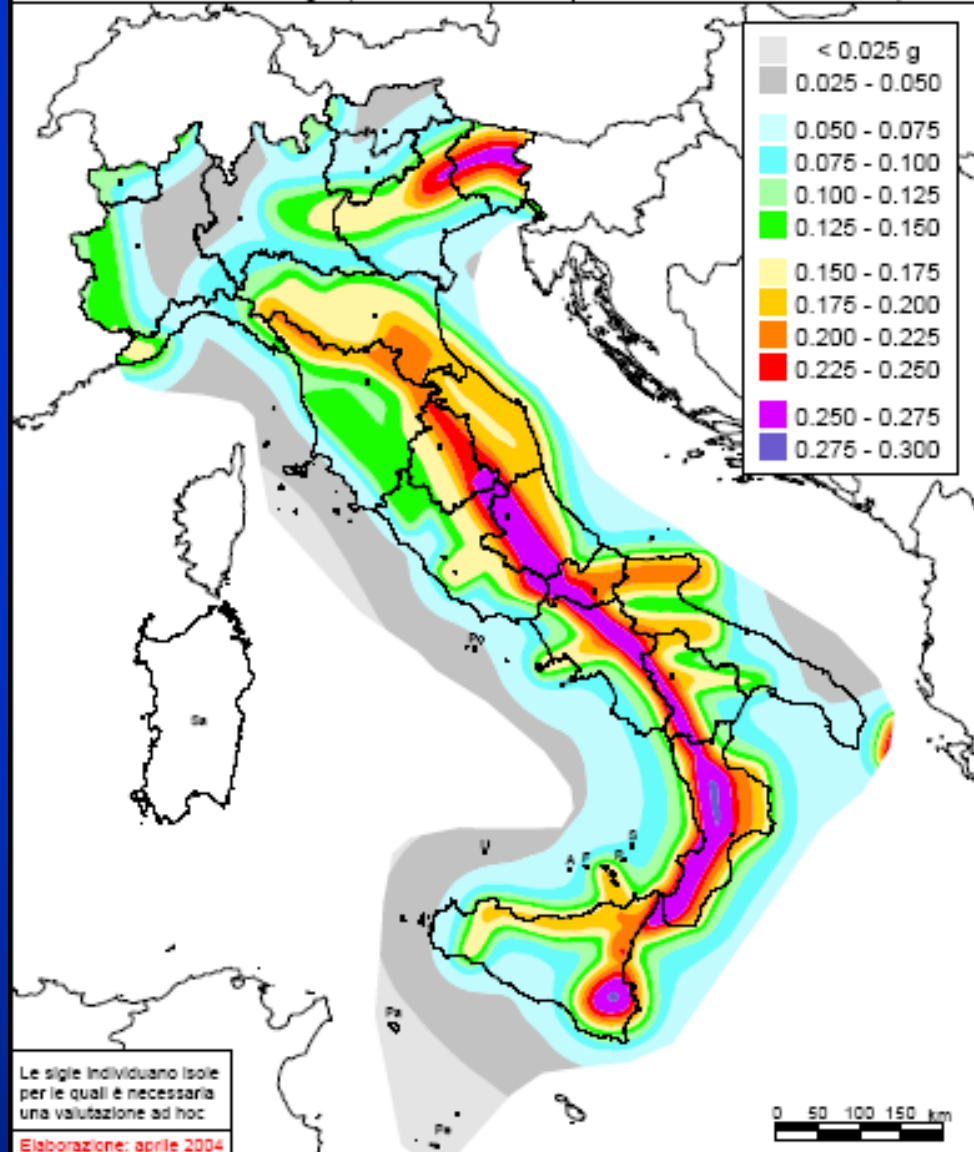 < 0.025 g
0.025 - 0.050
0.050 - 0.075
0.075 - 0.100
0.100 - 0.125
0.125 - 0.150
0.150 - 0.175
0.175 - 0.200
0.200 - 0.225
0.225 - 0.250
0.250 - 0.275
0.275 - 0.300
Po
Sa
U
S
A
Pa
Pe
Le sigle individuano isole
per le quali è necessaria
una valutazione ad hoc
Elaborazione: aprile 2004
0 50 100 150 km